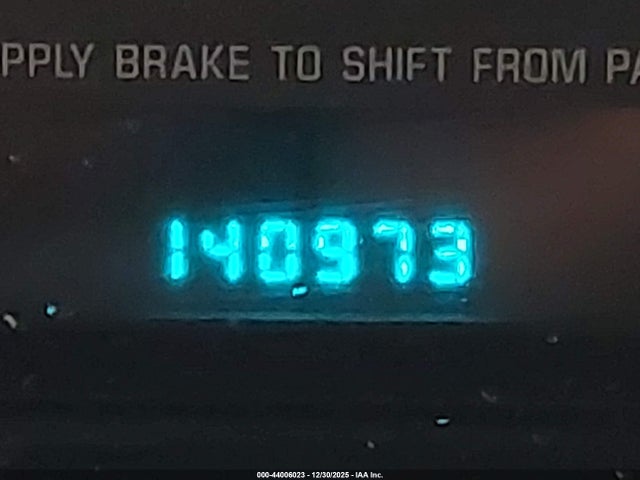 PPLY BRAKE TO SHIFT FROM PA
140973
000-44006023 - 12/30/2025 - IAA Inc.